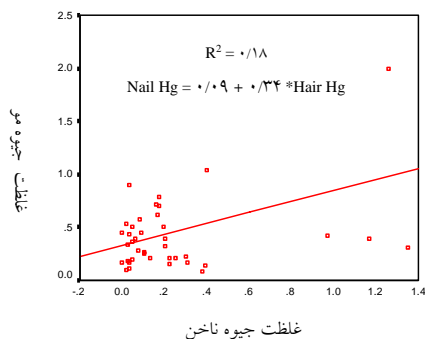 2.5
R² = ۰/۱۸
2.0
Nail Hg = ۰/۰۹ + ۰/۳۴ *Hair Hg
1.5
غلظت جیوه مو
1.0
.5
0.0
-.2 0.0 .2 .4 .6 .8 1.0 1.2 1.4
غلظت جیوه ناخن